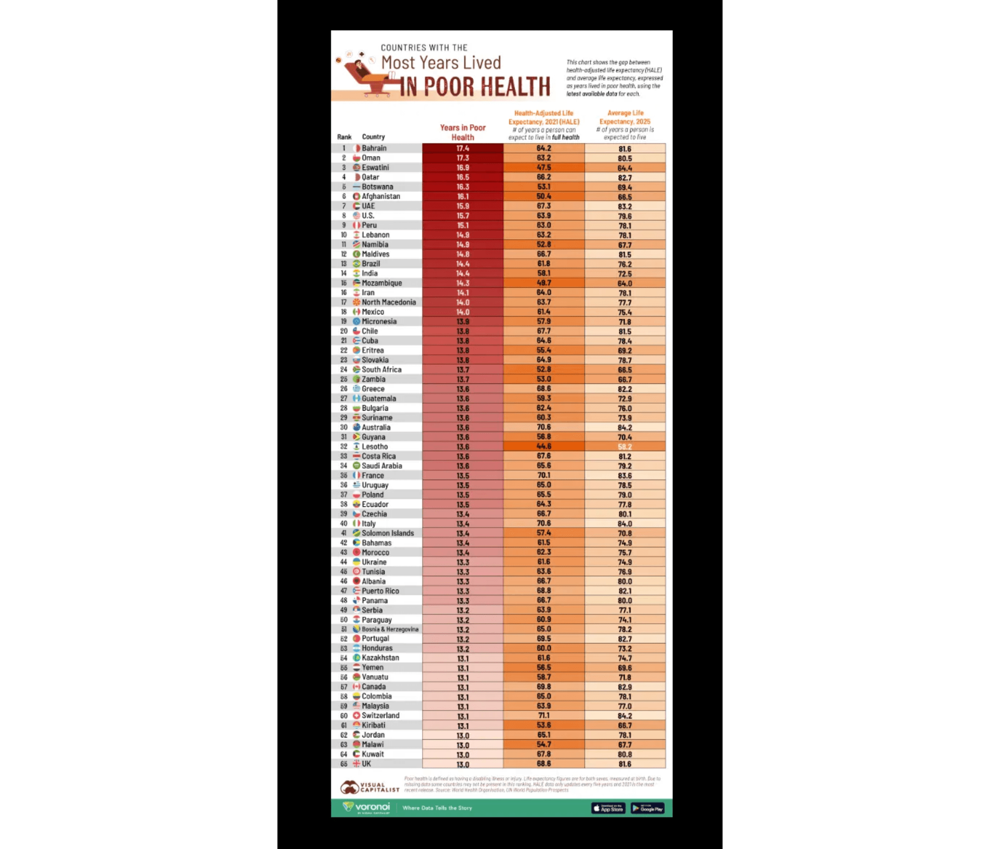 COUNTRIES WITH THE
Most Years Lived
IN POOR HEALTH
This chart shows the gap between
health-adjusted life expectancy (HALE)
and average life expectancy, expressed
as years lived in poor health, using the
latest available data for each.
Rank Country Years in Poor Health Health-Adjusted Life Expectancy, 2021 (HALE) # of years a person can expect to live in full health Average Life Expectancy, 2025 # of years a person is expected to live
1 Bahrain 17.4 64.2 81.6
2 Oman 17.3 63.2 80.5
3 Eswatini 16.9 47.5 64.4
4 Qatar 16.5 66.2 82.7
5 Botswana 16.3 53.1 69.4
6 Afghanistan 16.1 50.4 66.5
7 UAE 15.9 67.3 83.2
8 U.S. 15.7 63.9 79.6
9 Peru 15.1 63.0 78.1
10 Lebanon 14.9 63.2 78.1
11 Namibia 14.9 52.8 67.7
12 Maldives 14.8 66.7 81.5
13 Brazil 14.4 61.8 76.2
14 India 14.4 58.1 72.5
15 Mozambique 14.3 49.7 64.0
16 Iran 14.1 64.0 78.1
17 North Macedonia 14.0 63.7 77.7
18 Mexico 14.0 61.4 75.4
19 Micronesia 13.9 57.9 71.8
20 Chile 13.8 67.7 81.5
21 Cuba 13.8 64.6 78.4
22 Eritrea 13.8 55.4 69.2
23 Slovakia 13.8 64.9 78.7
24 South Africa 13.7 52.8 66.5
25 Zambia 13.7 53.0 66.7
26 Greece 13.6 68.6 82.2
27 Guatemala 13.6 59.3 72.9
28 Bulgaria 13.6 62.4 76.0
29 Suriname 13.6 60.3 73.9
30 Australia 13.6 70.6 84.2
31 Guyana 13.6 56.8 70.4
32 Lesotho 13.6 44.6 58.2
33 Costa Rica 13.6 67.6 81.2
34 Saudi Arabia 13.6 65.6 79.2
35 France 13.5 70.1 83.6
36 Uruguay 13.5 65.0 78.5
37 Poland 13.5 65.5 79.0
38 Ecuador 13.5 64.3 77.8
39 Czechia 13.4 66.7 80.1
40 Italy 13.4 70.6 84.0
41 Solomon Islands 13.4 57.4 70.8
42 Bahamas 13.4 61.5 74.9
43 Morocco 13.4 62.3 75.7
44 Ukraine 13.3 61.6 74.9
45 Tunisia 13.3 63.6 76.9
46 Albania 13.3 66.7 80.0
47 Puerto Rico 13.3 68.8 82.1
48 Panama 13.3 66.7 80.0
49 Serbia 13.2 63.9 77.1
50 Paraguay 13.2 60.9 74.1
51 Bosnia & Herzegovina 13.2 65.0 78.2
52 Portugal 13.2 69.5 82.7
53 Honduras 13.2 60.0 73.2
54 Kazakhstan 13.1 61.6 74.7
55 Yemen 13.1 56.5 69.6
56 Vanuatu 13.1 58.7 71.8
57 Canada 13.1 69.8 82.9
58 Colombia 13.1 65.0 78.1
59 Malaysia 13.1 63.9 77.0
60 Switzerland 13.1 71.1 84.2
61 Kiribati 13.1 53.6 66.7
62 Jordan 13.0 65.1 78.1
63 Malawi 13.0 54.7 67.7
64 Kuwait 13.0 67.8 80.8
65 UK 13.0 68.6 81.6
Poor health is defined as having a disabling illness or injury. Life expectancy figures are for both sexes, measured at birth. Due to
missing data some countries may not be present in this ranking. HALE data only updates every five years and 2021 is the most
recent release. Source: World Health Organisation, UN World Population Prospects
VISUAL
CAPITALIST
voronoi
BY VISUAL CAPITALIST
Where Data Tells the Story
Download on the
App Store
GET IT ON
Google Play